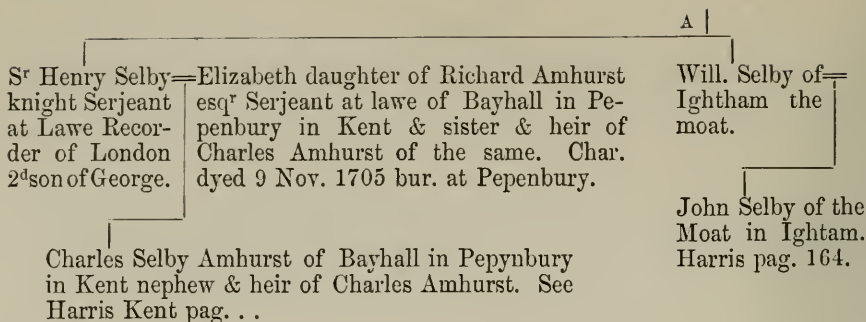 A
Sʳ Henry Selby=Elizabeth daughter of Richard Amhurst
knight Serjeant esqʳ Serjeant at lawe of Bayhall in Pe-
at Lawe Recor- penbury in Kent & sister & heir of
der of London Charles Amhurst of the same. Char.
2ᵈ son of George. dyed 9 Nov. 1705 bur. at Pepenbury.
Will. Selby of=
Ightham the
moat.
Charles Selby Amhurst of Bayhall in Pepynbury
in Kent nephew & heir of Charles Amhurst. See
Harris Kent pag. . .
John Selby of the
Moat in Ightam.
Harris pag. 164.